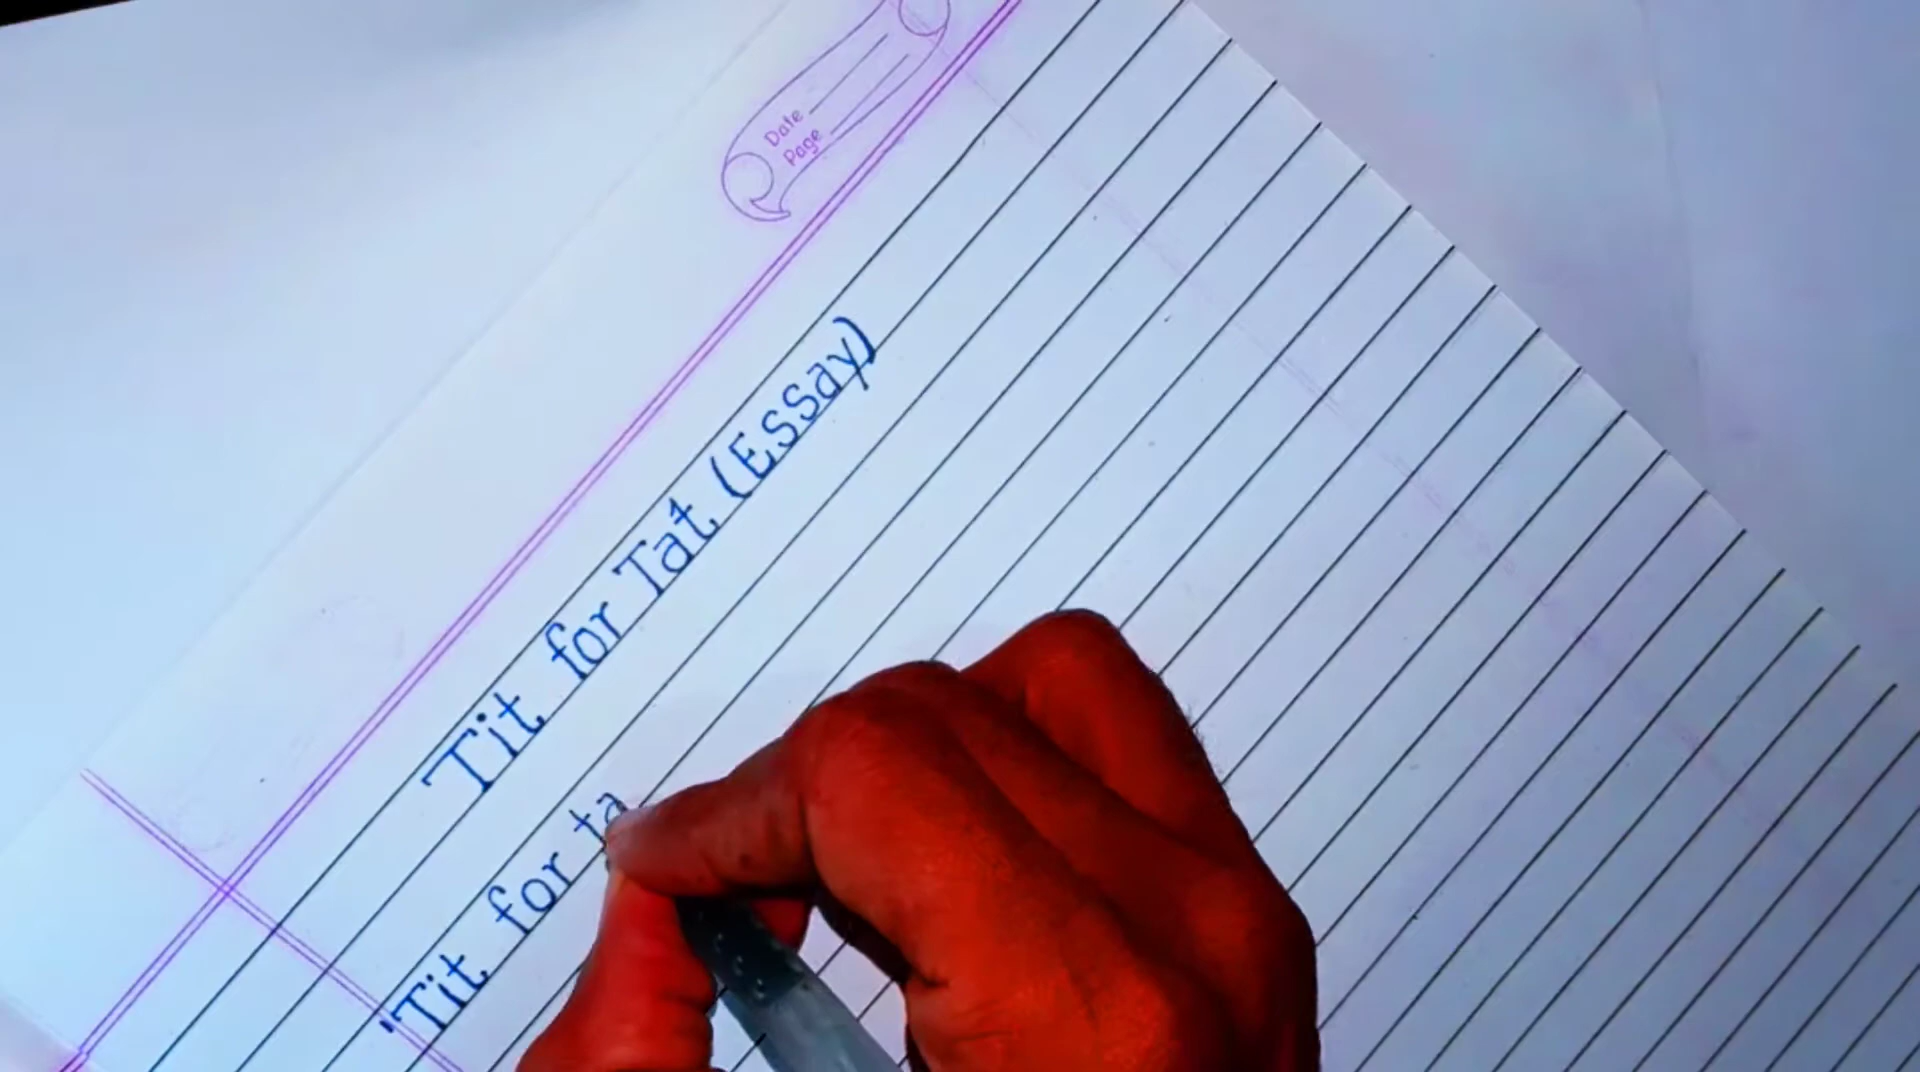 Date
Page
Tit for Tat (Essay)
'Tit for ta